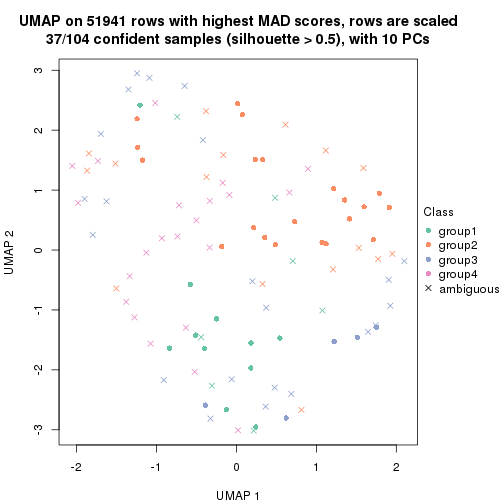 UMAP on 51941 rows with highest MAD scores, rows are scaled
37/104 confident samples (silhouette > 0.5), with 10 PCs
3
2
1
0
-1
-2
-3
UMAP 2
-2
-1
0
1
2
UMAP 1
Class
group1
group2
group3
group4
ambiguous